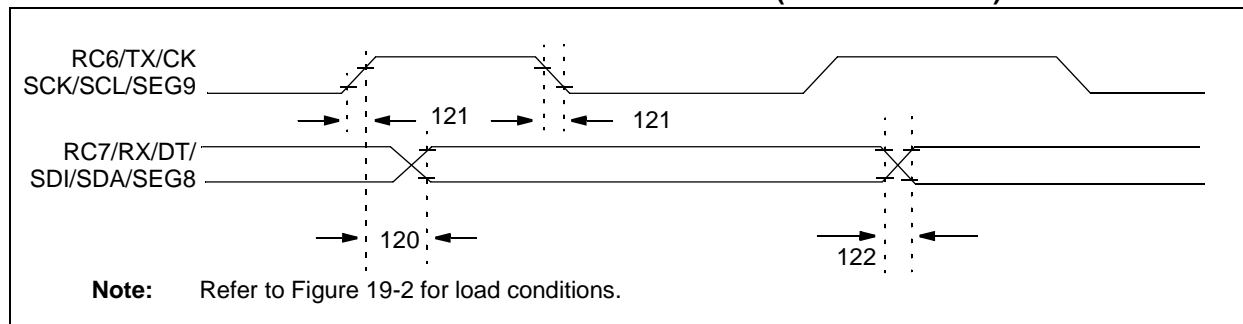 RC6/TX/CK
SCK/SCL/SEG9
121
121
RC7/RX/DT/
SDI/SDA/SEG8
120
122
Note: Refer to Figure 19-2 for load conditions.